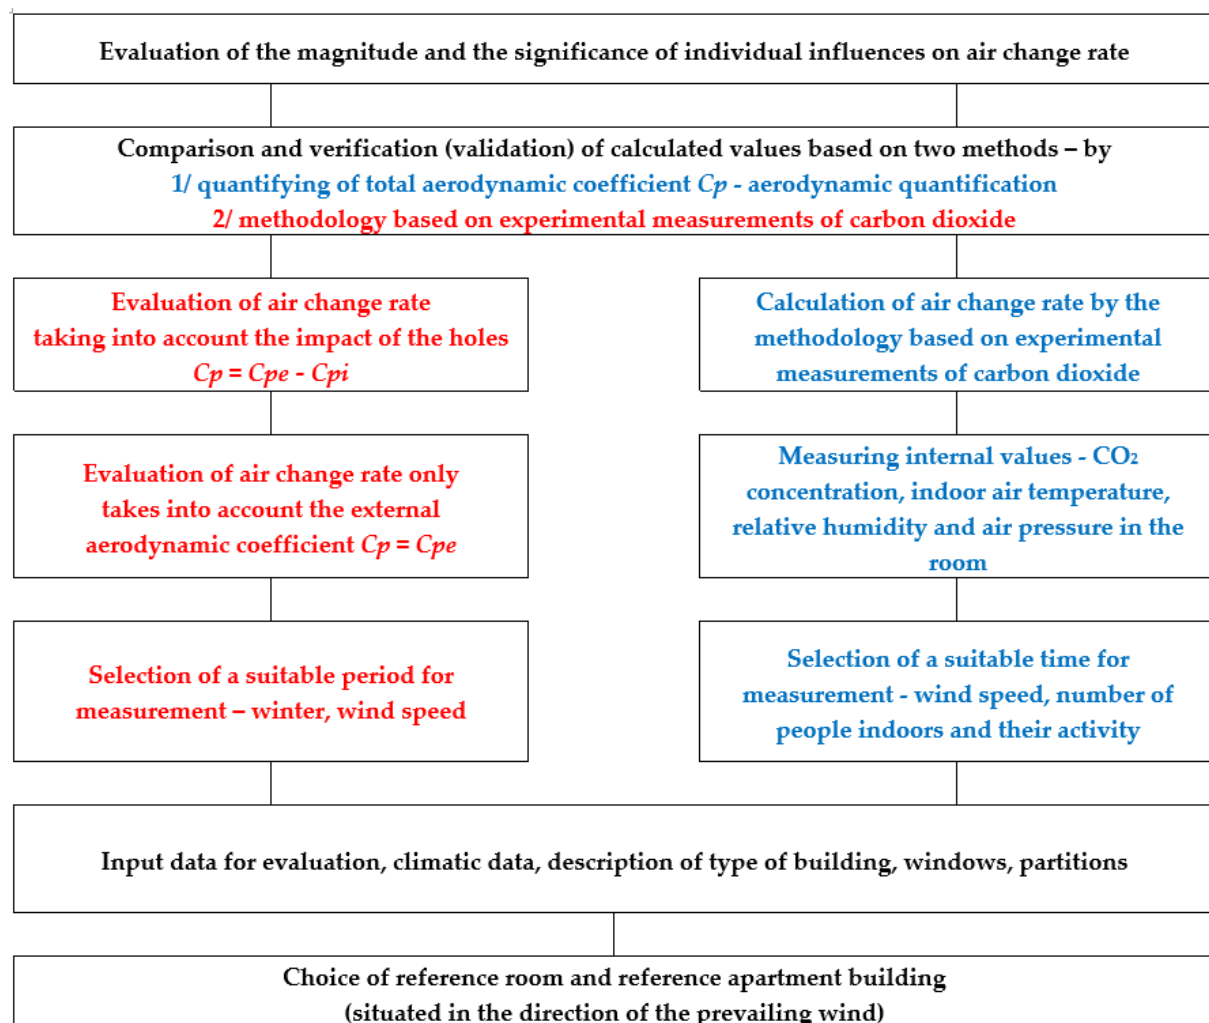 Evaluation of the magnitude and the significance of individual influences on air change rate
Comparison and verification (validation) of calculated values based on two methods – by
1/ quantifying of total aerodynamic coefficient Cp - aerodynamic quantification
2/ methodology based on experimental measurements of carbon dioxide
Evaluation of air change rate
taking into account the impact of the holes
Cp = Cpe - Cpi
Calculation of air change rate by the
methodology based on experimental
measurements of carbon dioxide
Evaluation of air change rate only
takes into account the external
aerodynamic coefficient Cp = Cpe
Measuring internal values - CO₂
concentration, indoor air temperature,
relative humidity and air pressure in the
room
Selection of a suitable period for
measurement – winter, wind speed
Selection of a suitable time for
measurement - wind speed, number of
people indoors and their activity
Input data for evaluation, climatic data, description of type of building, windows, partitions
Choice of reference room and reference apartment building
(situated in the direction of the prevailing wind)